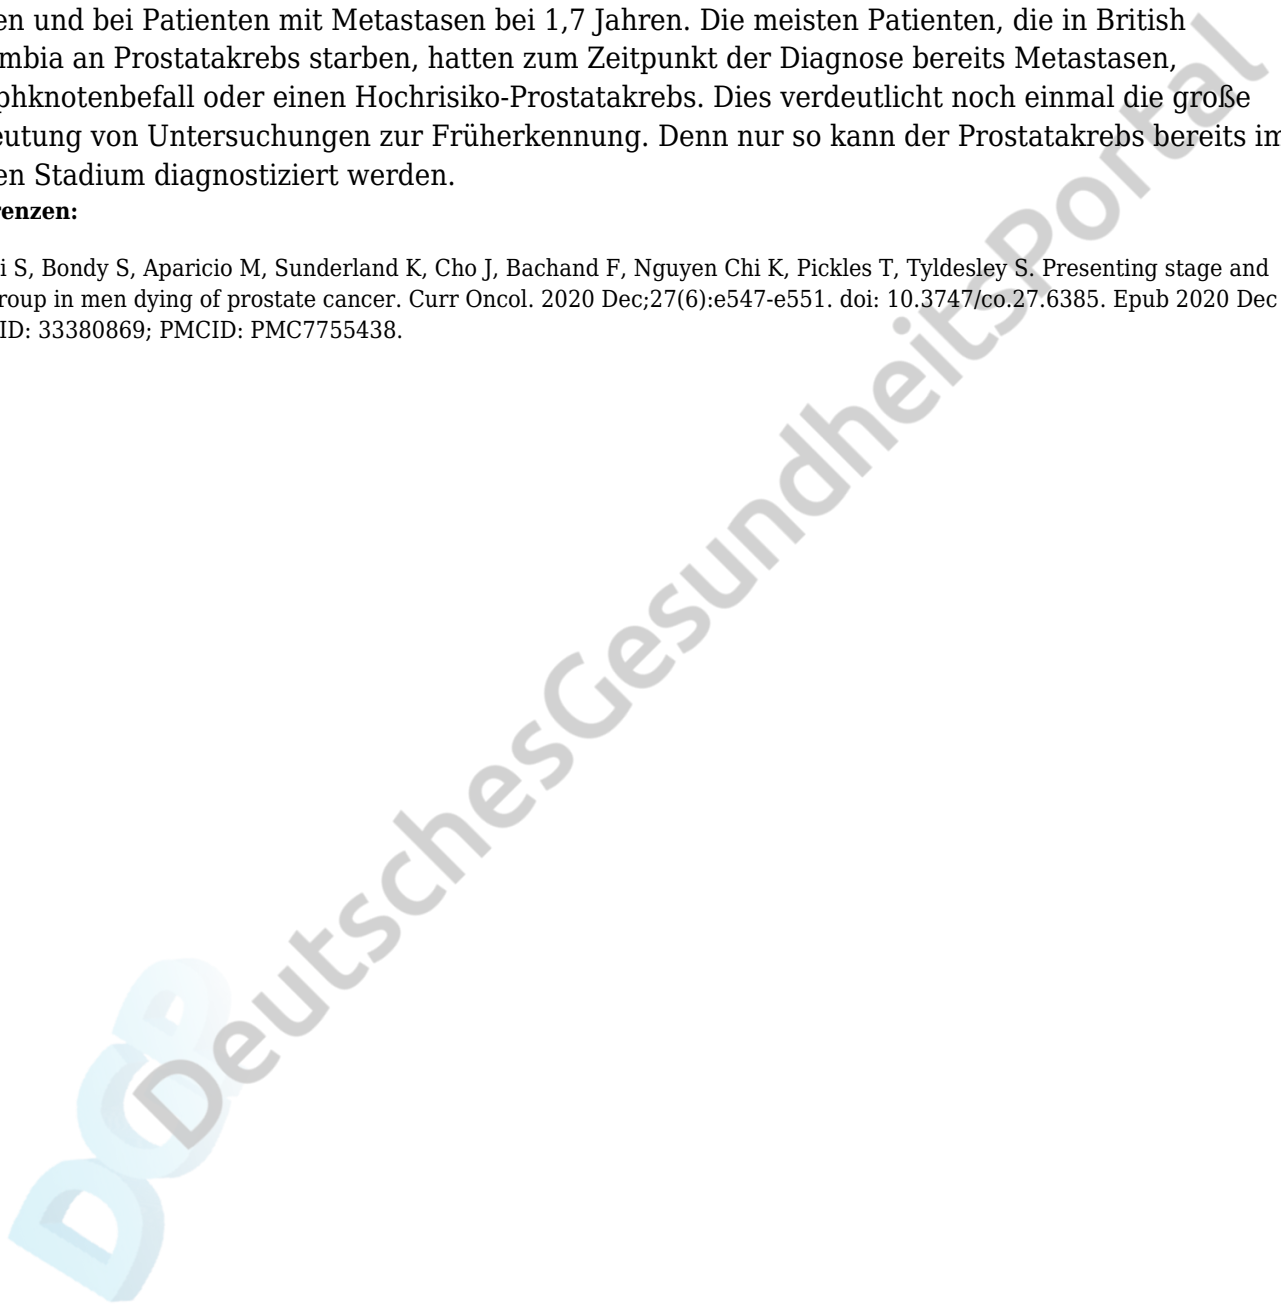 en und bei Patienten mit Metastasen bei 1,7 Jahren. Die meisten Patienten, die in British
mbia an Prostatakrebs starben, hatten zum Zeitpunkt der Diagnose bereits Metastasen,
phknotenbefall oder einen Hochrisiko-Prostatakrebs. Dies verdeutlicht noch einmal die große
eutung von Untersuchungen zur Früherkennung. Denn nur so kann der Prostatakrebs bereits im
en Stadium diagnostiziert werden.
renzen:
i S, Bondy S, Aparicio M, Sunderland K, Cho J, Bachand F, Nguyen Chi K, Pickles T, Tyldesley S. Presenting stage and
roup in men dying of prostate cancer. Curr Oncol. 2020 Dec;27(6):e547-e551. doi: 10.3747/co.27.6385. Epub 2020 Dec
ID: 33380869; PMCID: PMC7755438.
DeutschesGesundheitsPortal
DGP